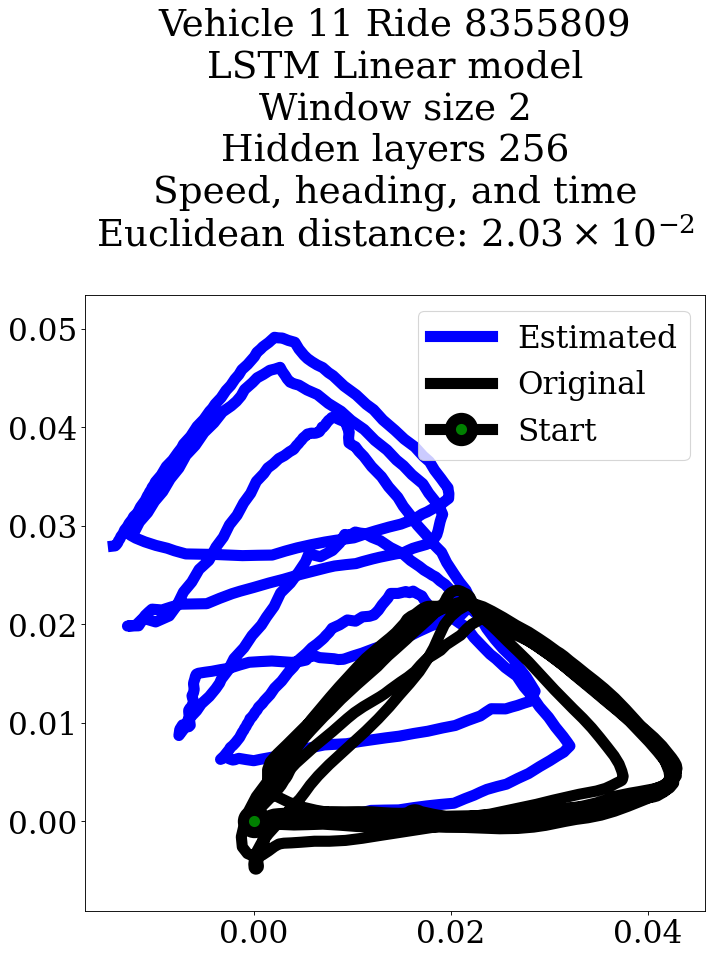 Vehicle 11 Ride 8355809
LSTM Linear model
Window size 2
Hidden layers 256
Speed, heading, and time
Euclidean distance: 2.03 × 10⁻²
Estimated
Original
Start
0.05
0.04
0.03
0.02
0.01
0.00
0.00 0.02 0.04